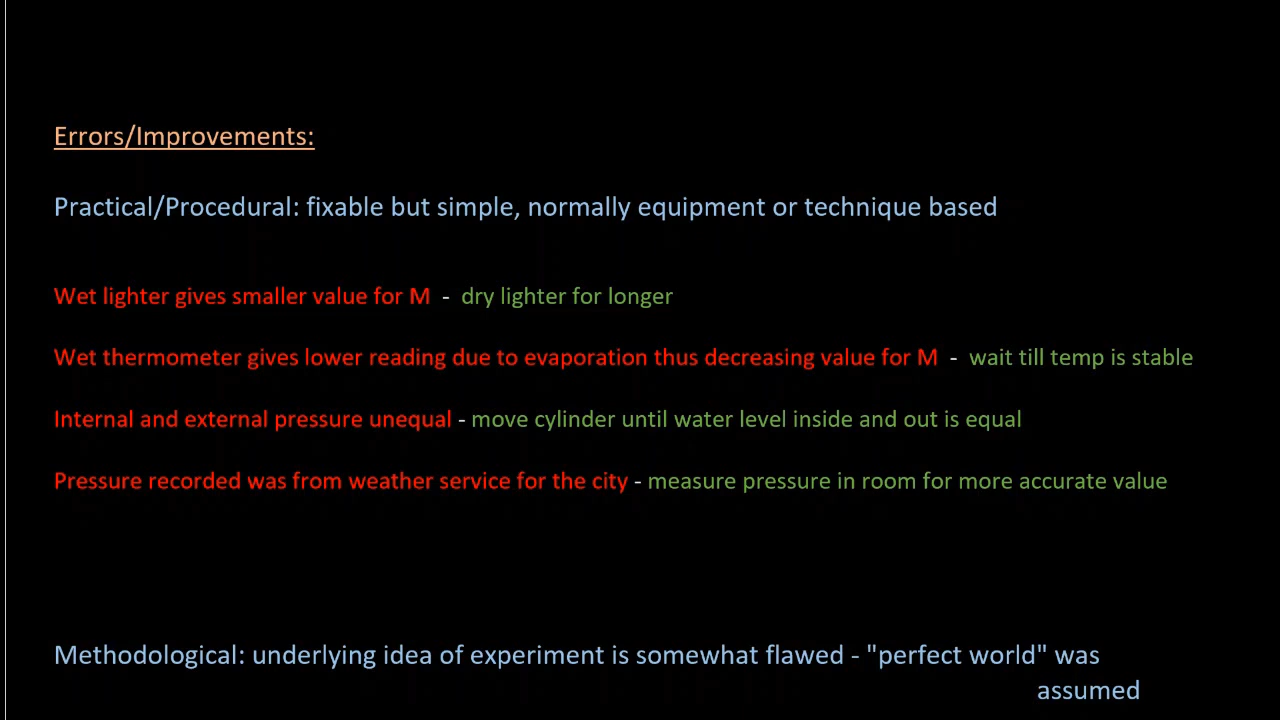 Errors/Improvements:
Practical/Procedural: fixable but simple, normally equipment or technique based
Wet lighter gives smaller value for M - dry lighter for longer
Wet thermometer gives lower reading due to evaporation thus decreasing value for M - wait till temp is stable
Internal and external pressure unequal - move cylinder until water level inside and out is equal
Pressure recorded was from weather service for the city - measure pressure in room for more accurate value
Methodological: underlying idea of experiment is somewhat flawed - "perfect world" was
assumed